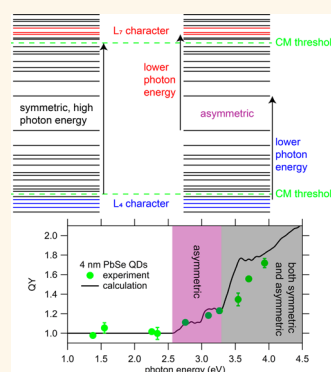 L₇ character
CM threshold
lower
photon
energy
symmetric, high
photon energy
asymmetric
lower
photon
energy
CM threshold
L₄ character
2.0
1.8
1.6
1.4
1.2
1.0
QY
4 nm PbSe QDs
experiment
calculation
asymmetric
both symmetric
and asymmetric
1.0 1.5 2.0 2.5 3.0 3.5 4.0 4.5
photon energy (eV)